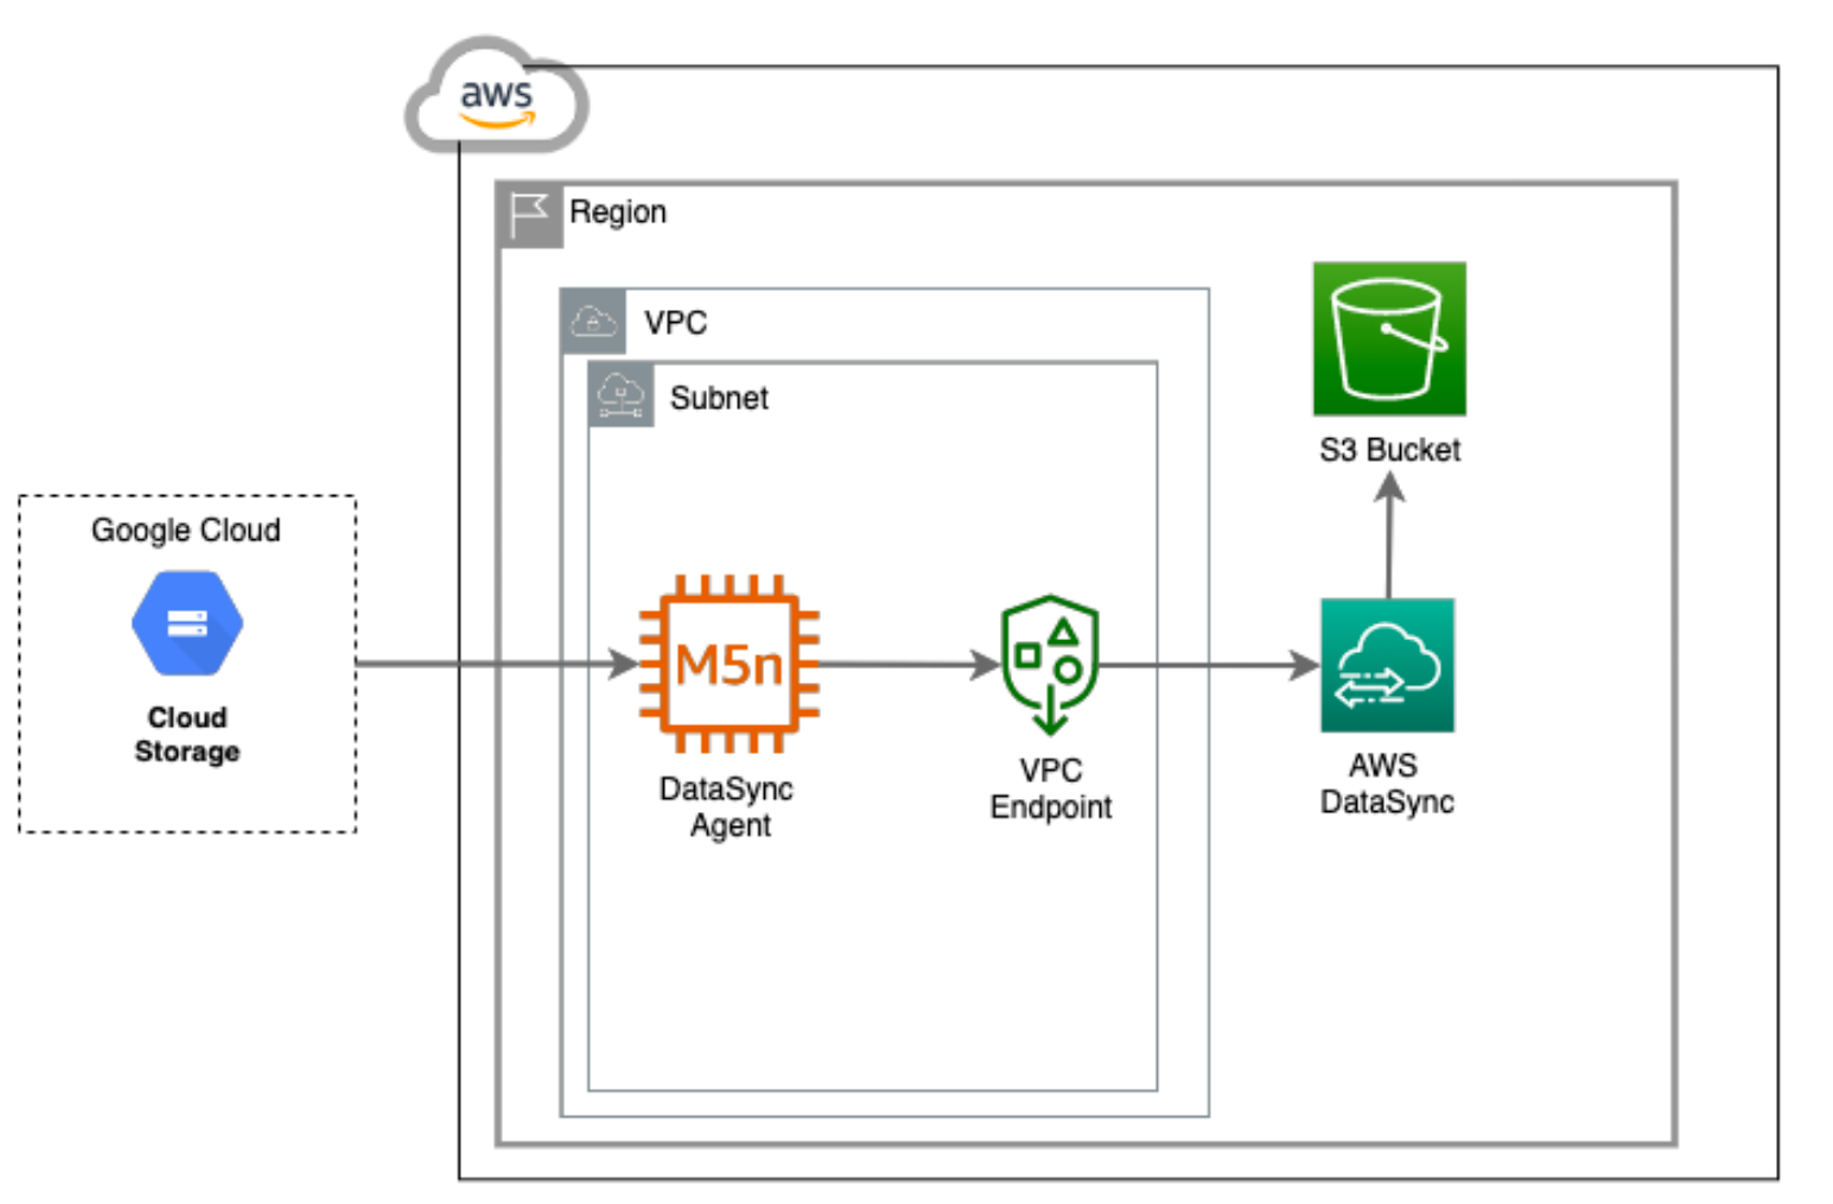 aws
Region
VPC
Subnet
S3 Bucket
Google Cloud
Cloud
Storage
M5n
DataSync
Agent
VPC
Endpoint
AWS
DataSync